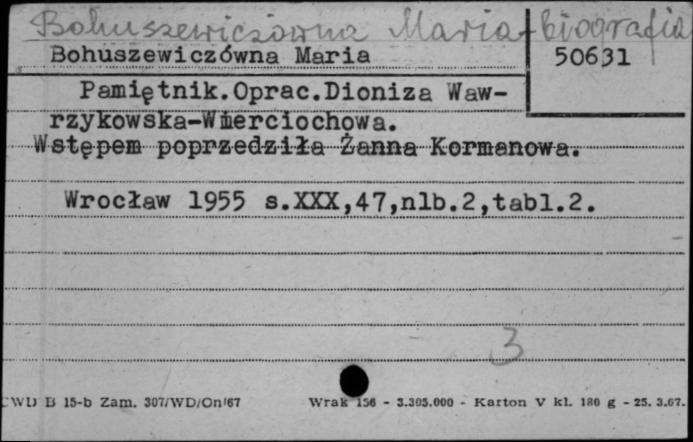 Bohuszewiczówna Maria - biografia
Bohuszewiczówna Maria 50631
Pamiętnik.Oprac.Dioniza Waw-
rzykowska-Wierciochowa.
Wstępem poprzedziła Żanna Kormanowa.
Wrocław 1955 s.XXX,47,nlb.2,tabl.2.
3
CWD B 15-b Zam. 307/WD/On/67 Wrak 156 - 3.305.000 - Karton V kl. 180 g - 25. 3.67.